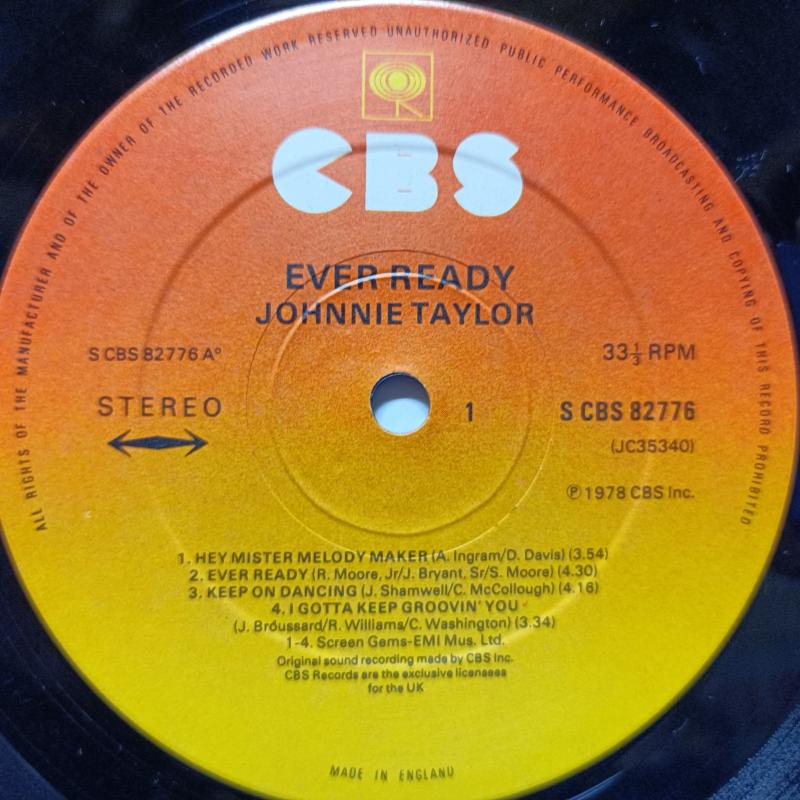 ALL RIGHTS OF THE MANUFACTURER AND OF THE OWNER OF THE RECORDED WORK RESERVED UNAUTHORIZED PUBLIC PERFORMANCE BROADCASTING AND COPYING OF THIS RECORD PROHIBITED
CBS
EVER READY
JOHNNIE TAYLOR
S CBS 82776 Aº
33⅓ RPM
STEREO
1
S CBS 82776
(JC35340)
℗ 1978 CBS Inc.
1. HEY MISTER MELODY MAKER (A. Ingram/D. Davis) (3.54)
2. EVER READY (R. Moore, Jr/J. Bryant, Sr/S. Moore) (4.30)
3. KEEP ON DANCING (J. Shamwell/C. McCollough) (4.16)
4. I GOTTA KEEP GROOVIN' YOU
(J. Broussard/R. Williams/C. Washington) (3.34)
1-4. Screen Gems-EMI Mus. Ltd.
Original sound recording made by CBS Inc.
CBS Records are the exclusive licensees
for the UK
MADE IN ENGLAND